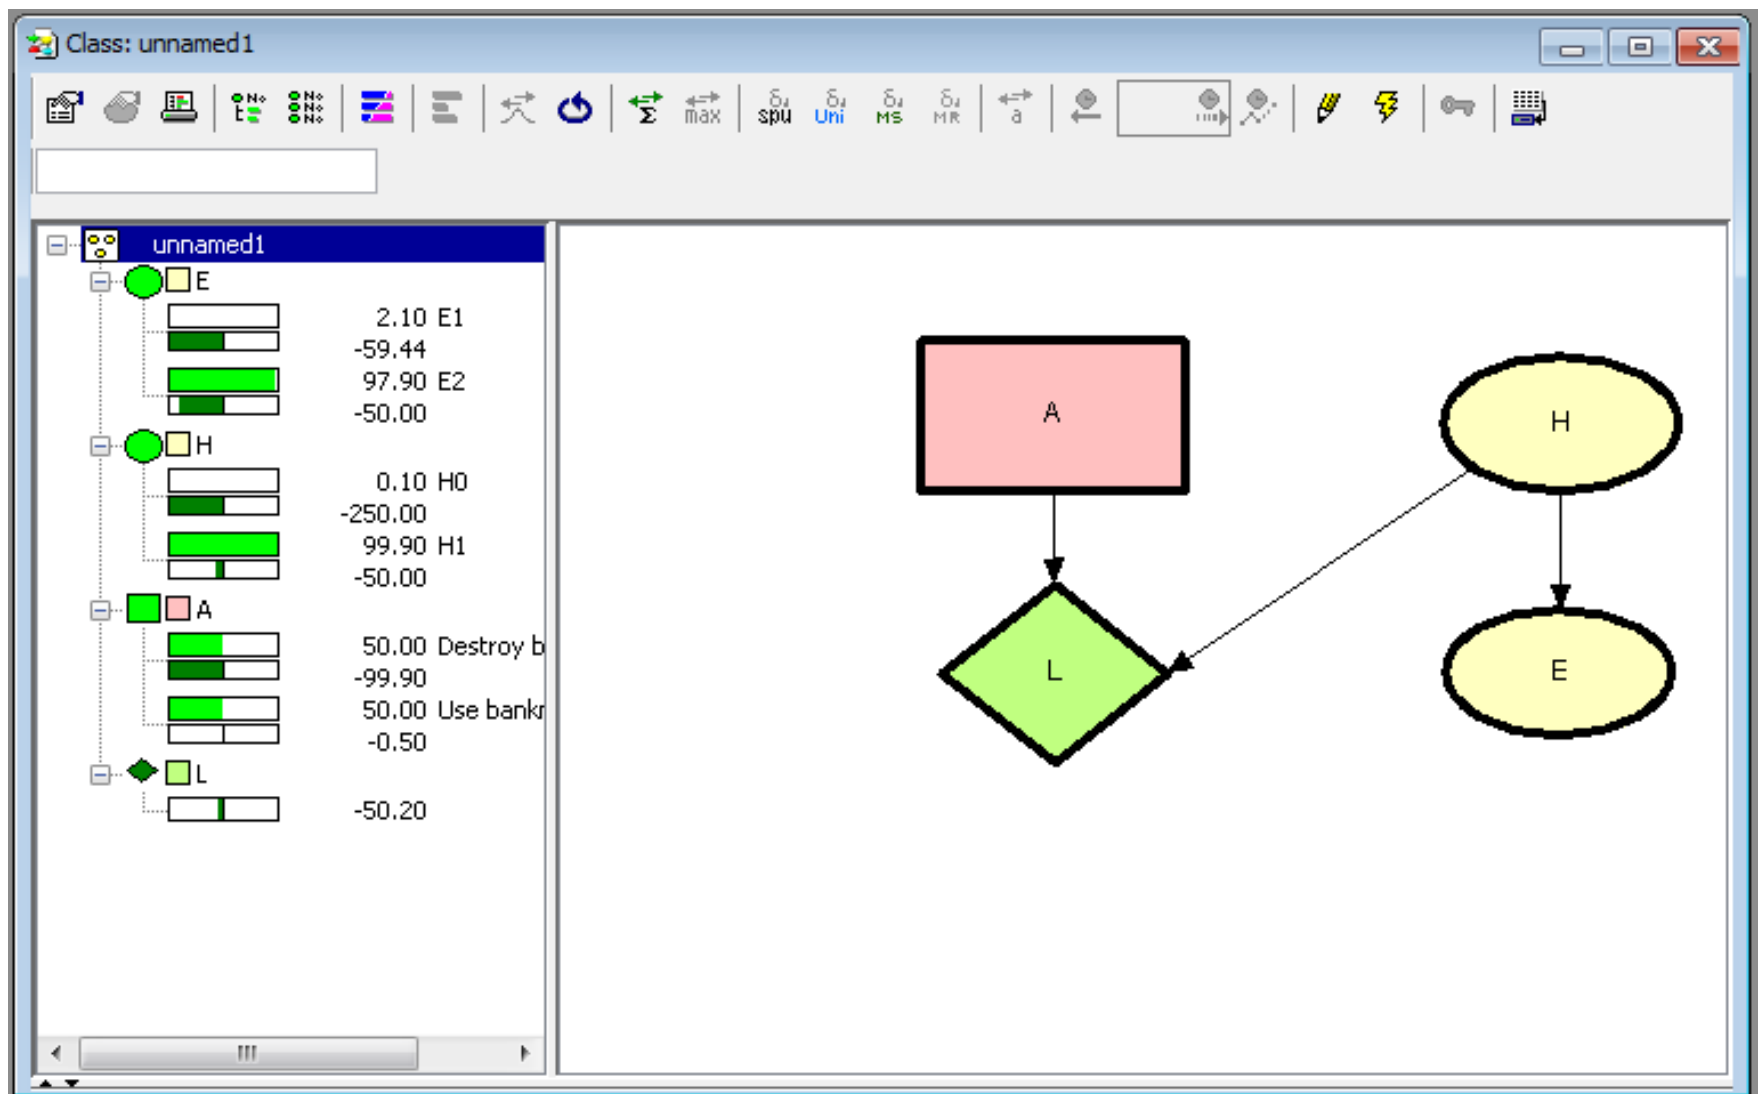 Class: unnamed1
Σ max δ spu δ Uni δ MS δ MR a
unnamed1
E
2.10 E1
-59.44
97.90 E2
-50.00
H
0.10 H0
-250.00
99.90 H1
-50.00
A
50.00 Destroy b
-99.90
50.00 Use bankr
-0.50
L
-50.20
A
H
L
E